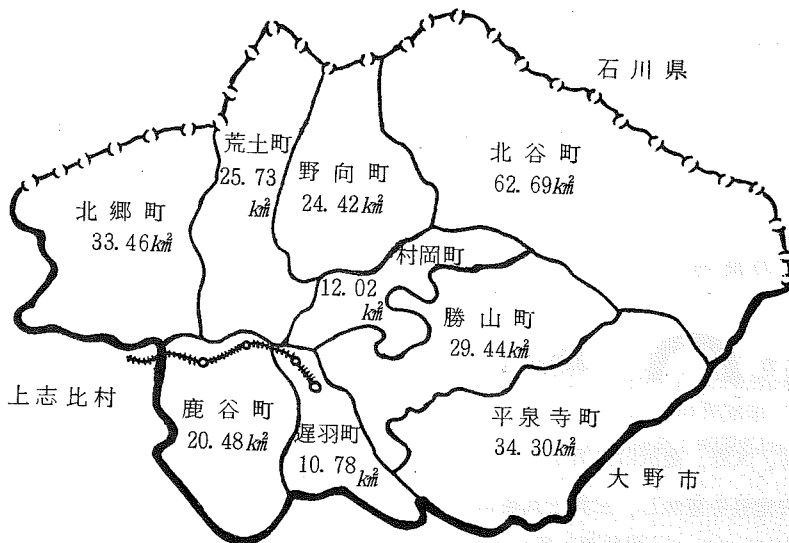 石川県
荒土町
25.73
k㎡
野向町
24.42k㎡
北谷町
62.69k㎡
北郷町
33.46k㎡
村岡町
12.02
k㎡
勝山町
29.44k㎡
上志比村
鹿谷町
20.48k㎡
遅羽町
10.78
k㎡
平泉寺町
34.30k㎡
大野市